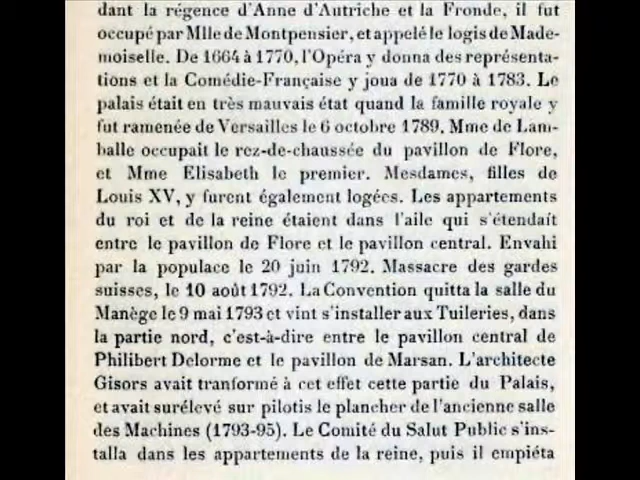 dant la régence d'Anne d'Autriche et la Fronde, il fut
occupé par Mlle de Montpensier, et appelé le logis de Made-
moiselle. De 1664 à 1770, l'Opéra y donna des représenta-
tions et la Comédie-Française y joua de 1770 à 1783. Le
palais était en très mauvais état quand la famille royale y
fut ramenée de Versailles le 6 octobre 1789. Mme de Lam-
balle occupait le rez-de-chaussée du pavillon de Flore,
et Mme Elisabeth le premier. Mesdames, filles de
Louis XV, y furent également logées. Les appartements
du roi et de la reine étaient dans l'aile qui s'étendait
entre le pavillon de Flore et le pavillon central. Envahi
par la populace le 20 juin 1792. Massacre des gardes
suisses, le 10 août 1792. La Convention quitta la salle du
Manège le 9 mai 1793 et vint s'installer aux Tuileries, dans
la partie nord, c'est-à-dire entre le pavillon central de
Philibert Delorme et le pavillon de Marsan. L'architecte
Gisors avait tranformé à cet effet cette partie du Palais,
et avait surélevé sur pilotis le plancher de l'ancienne salle
des Machines (1793-95). Le Comité du Salut Public s'ins-
talla dans les appartements de la reine, puis il empiéta